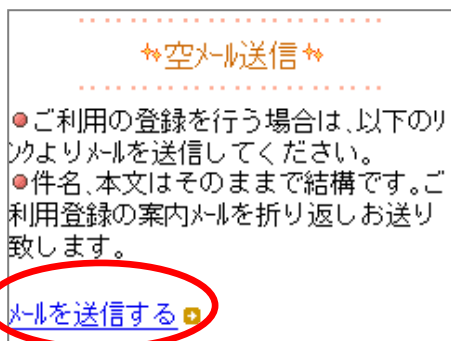 空ﾒｰﾙ送信
●ご利用の登録を行う場合は､以下のﾘ
ﾝｸよりﾒｰﾙを送信してください。
●件名､本文はそのままで結構です。ご
利用登録の案内ﾒｰﾙを折り返しお送り
致します。
ﾒｰﾙを送信する